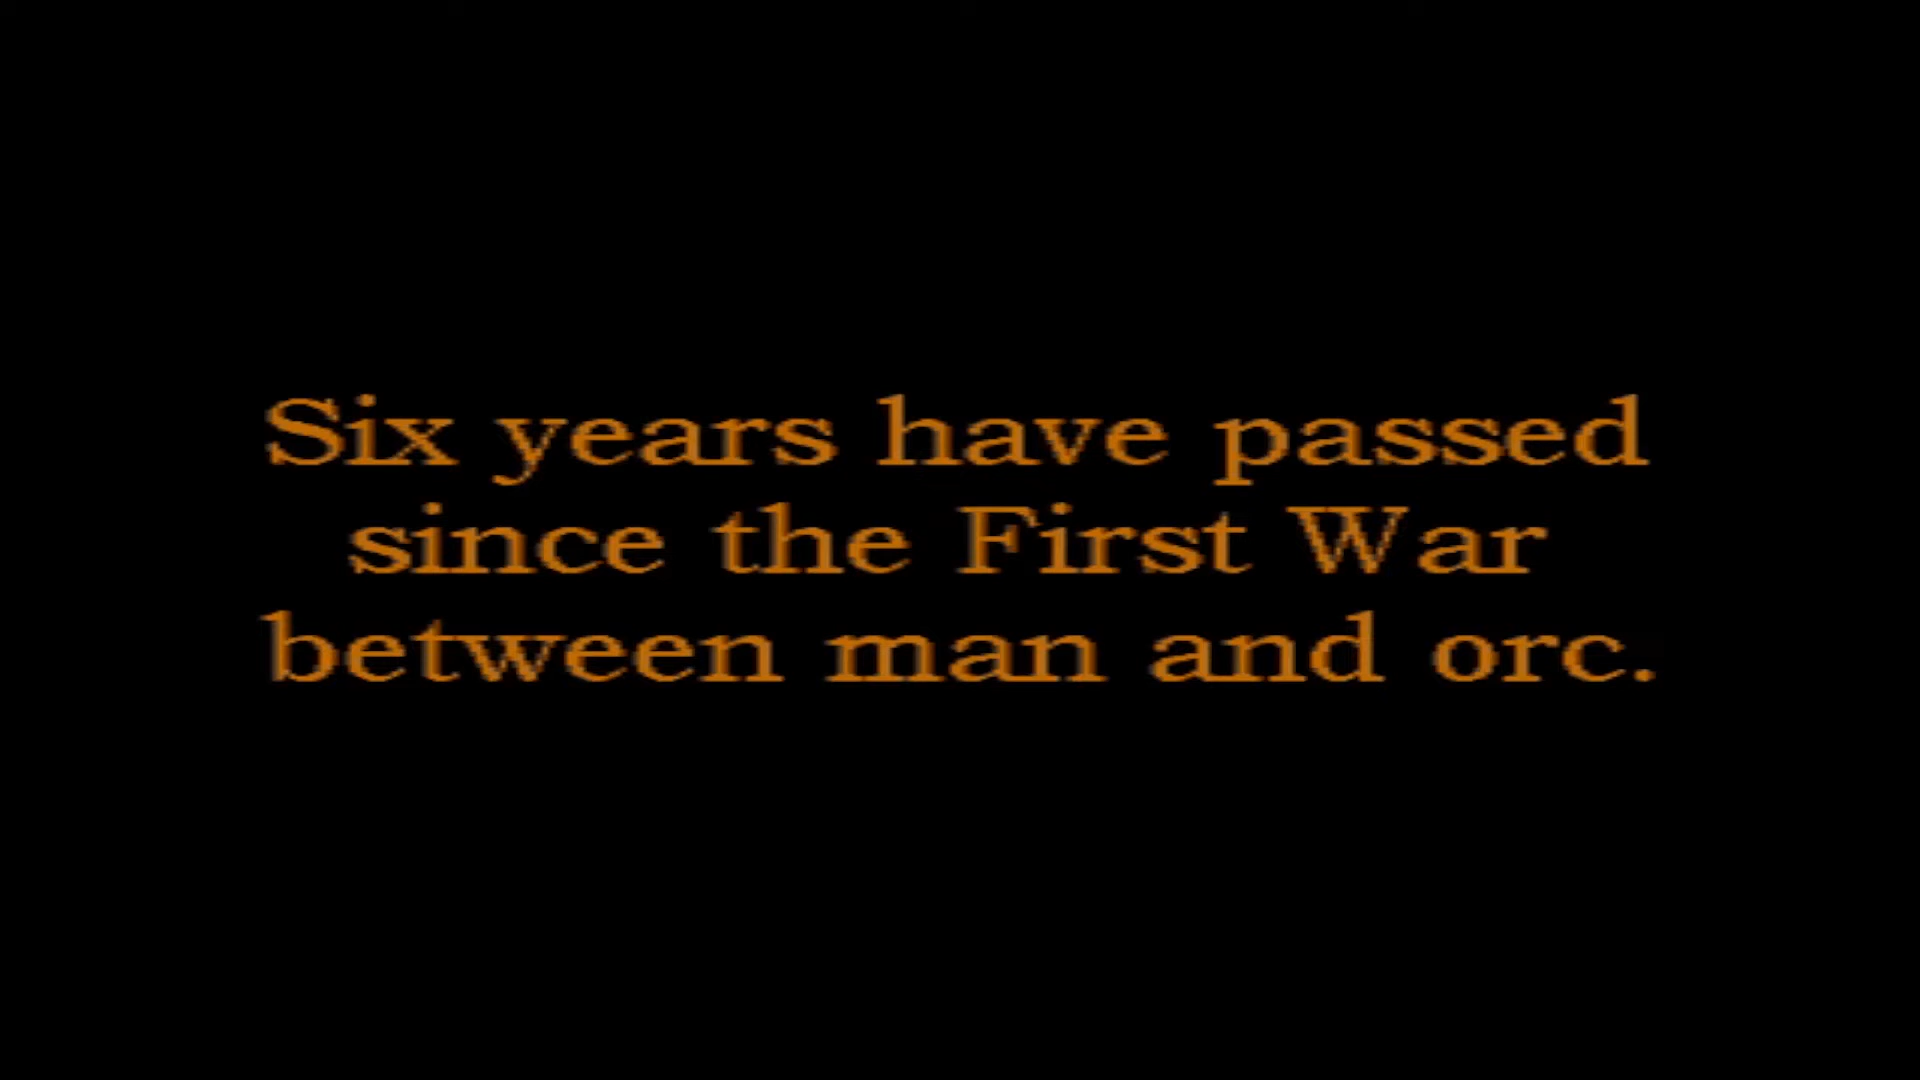 Six years have passed
since the First War
between man and orc.